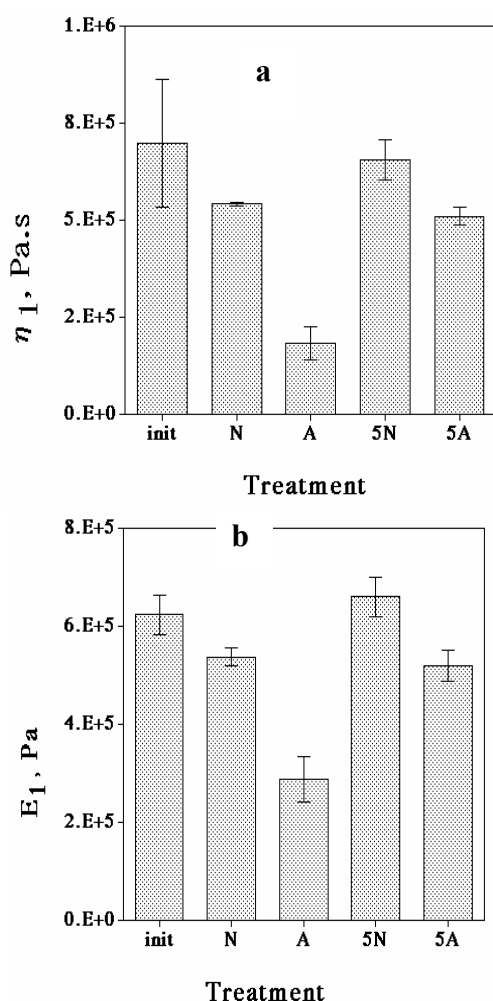 a
1.E+6
8.E+5
5.E+5
2.E+5
0.E+0
η 1, Pa.s
init N A 5N 5A
Treatment
b
8.E+5
6.E+5
4.E+5
2.E+5
0.E+0
E1, Pa
init N A 5N 5A
Treatment